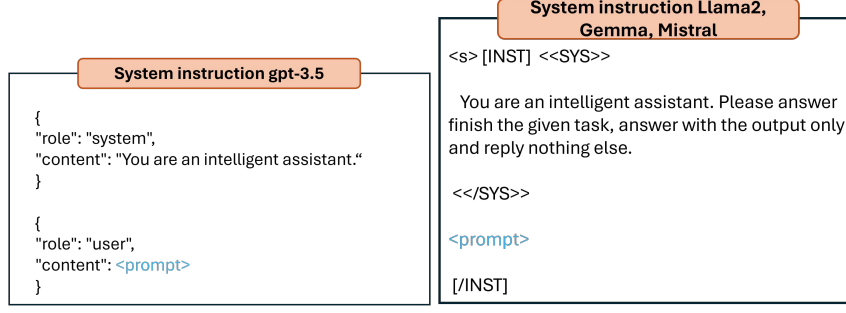 System instruction gpt-3.5
{
"role": "system",
"content": "You are an intelligent assistant.“
}
{
"role": "user",
"content": <prompt>
}
System instruction Llama2,
Gemma, Mistral
<s> [INST] <<SYS>>
You are an intelligent assistant. Please answer
finish the given task, answer with the output only
and reply nothing else.
<</SYS>>
<prompt>
[/INST]